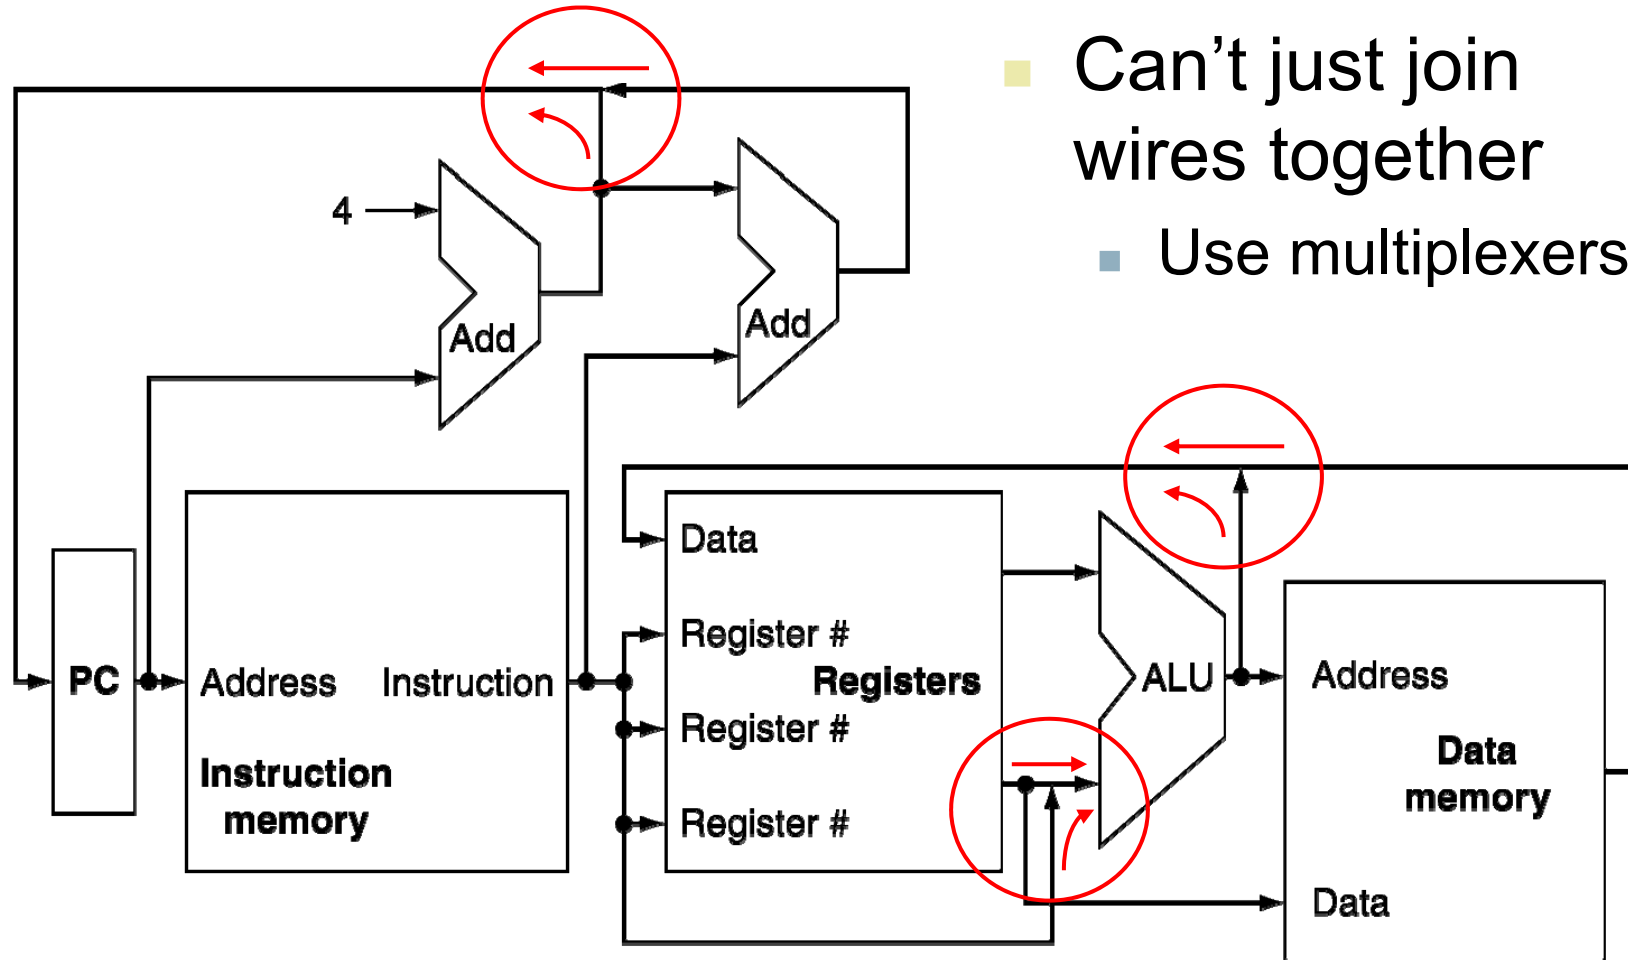 Can't just join
wires together
Use multiplexers
4
Add
Add
Data
Register #
Registers
Register #
Register #
PC
Address
Instruction
Instruction
memory
ALU
Address
Data
memory
Data